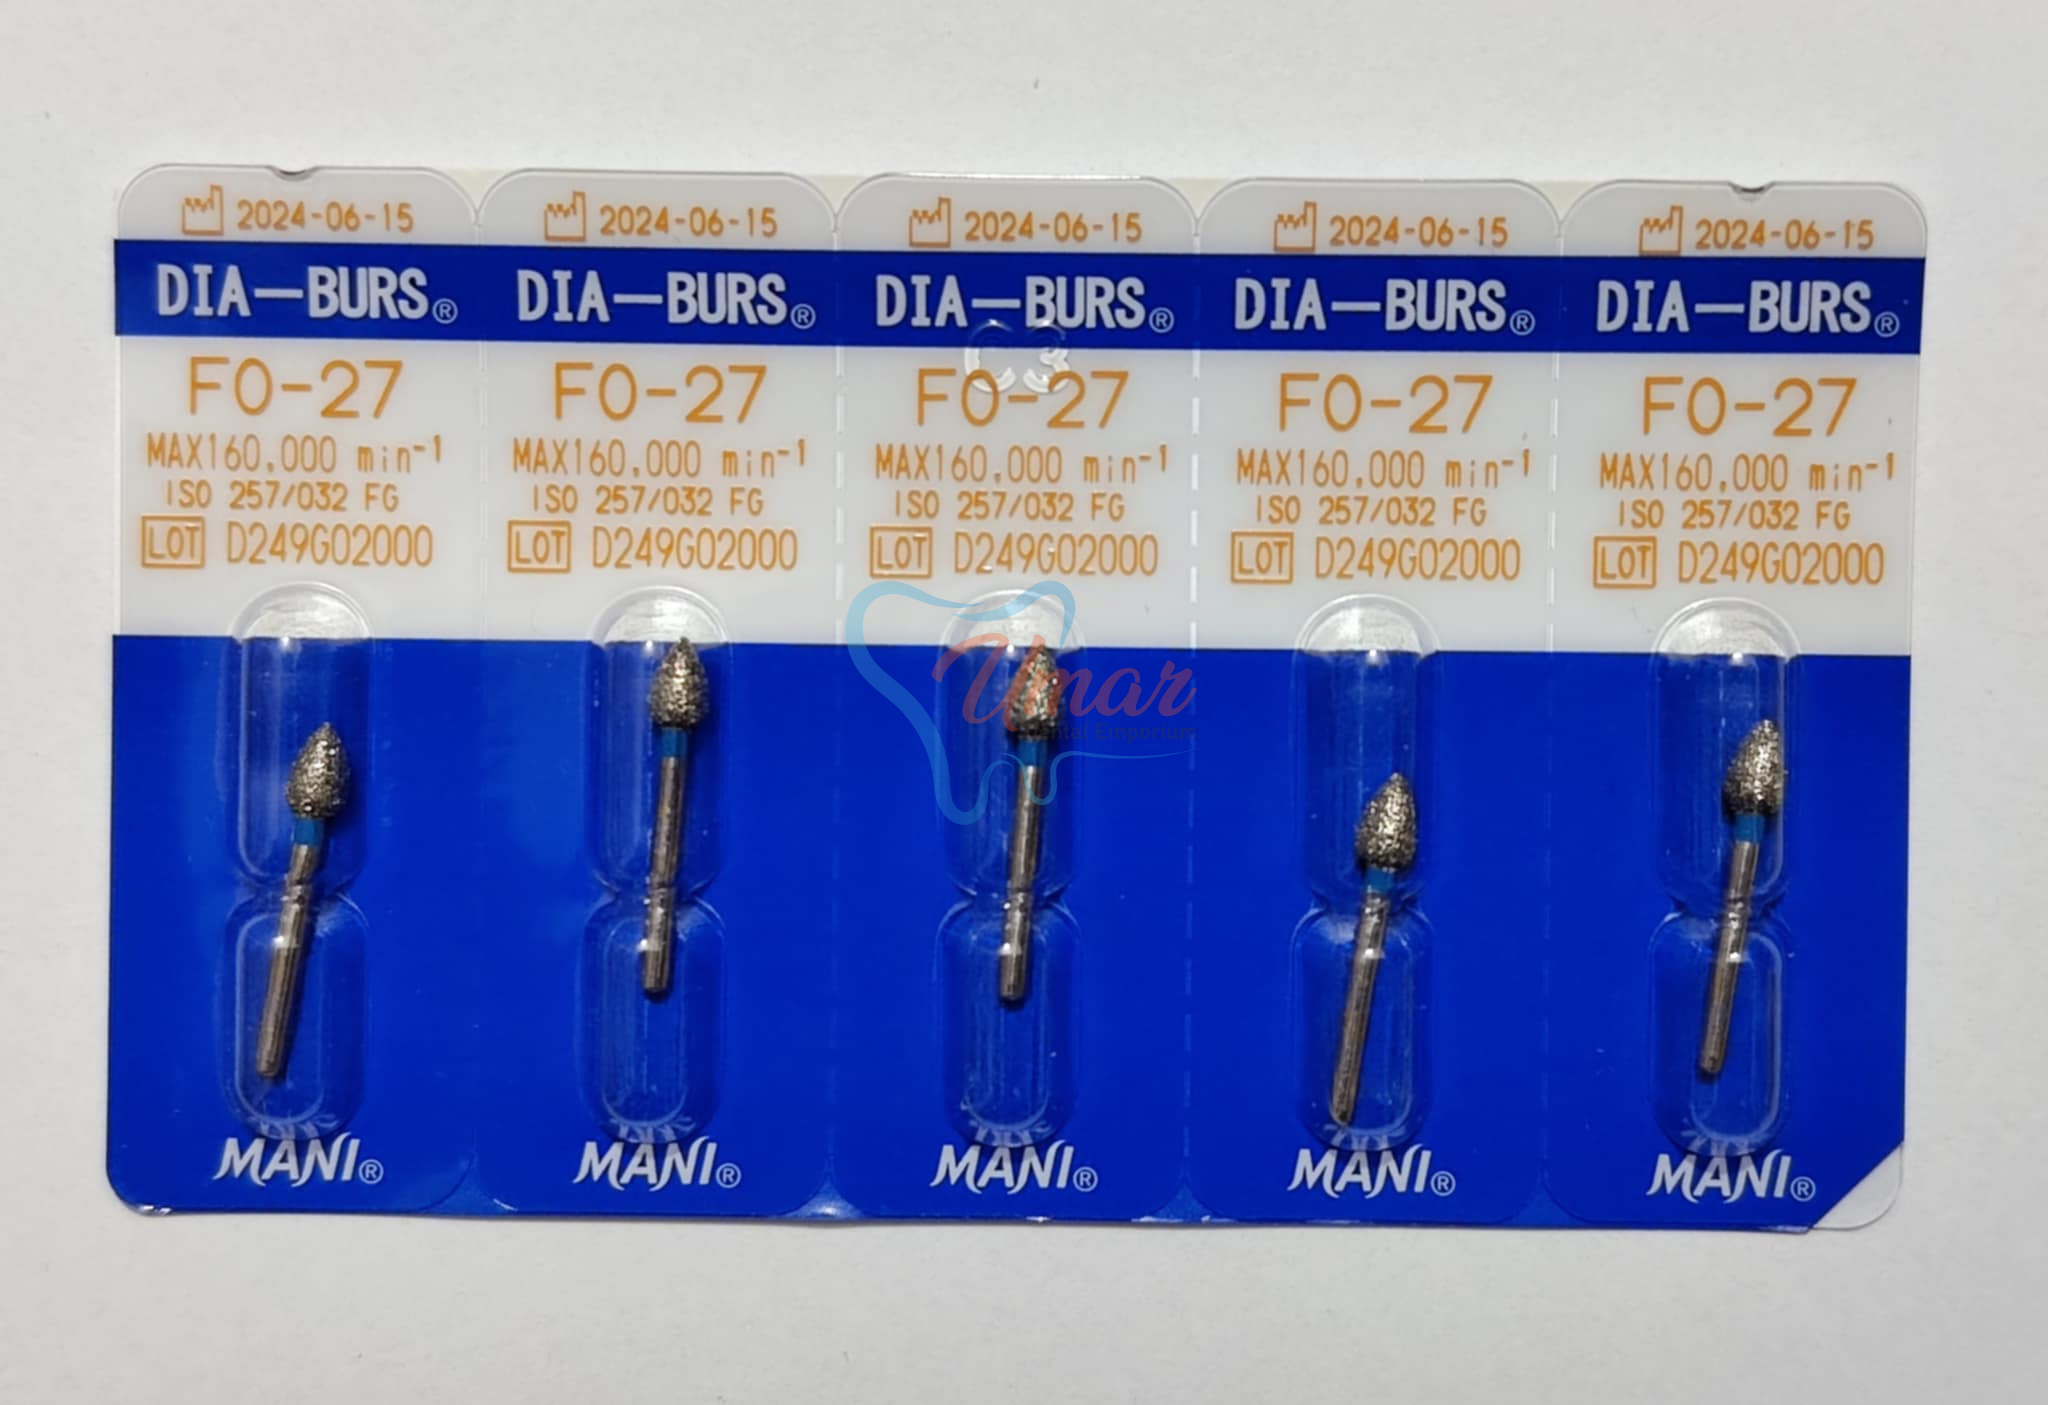 2024-06-15 2024-06-15 2024-06-15 2024-06-15 2024-06-15
DIA-BURS® DIA-BURS® DIA-BURS® DIA-BURS® DIA-BURS®
C3
FO-27 FO-27 FO-27 FO-27 FO-27
MAX160,000 min⁻¹ MAX160,000 min⁻¹ MAX160,000 min⁻¹ MAX160,000 min⁻¹ MAX160,000 min⁻¹
ISO 257/032 FG ISO 257/032 FG ISO 257/032 FG ISO 257/032 FG ISO 257/032 FG
LOT D249G02000 LOT D249G02000 LOT D249G02000 LOT D249G02000 LOT D249G02000
Umar
Dental Emporium
MANI® MANI® MANI® MANI® MANI®